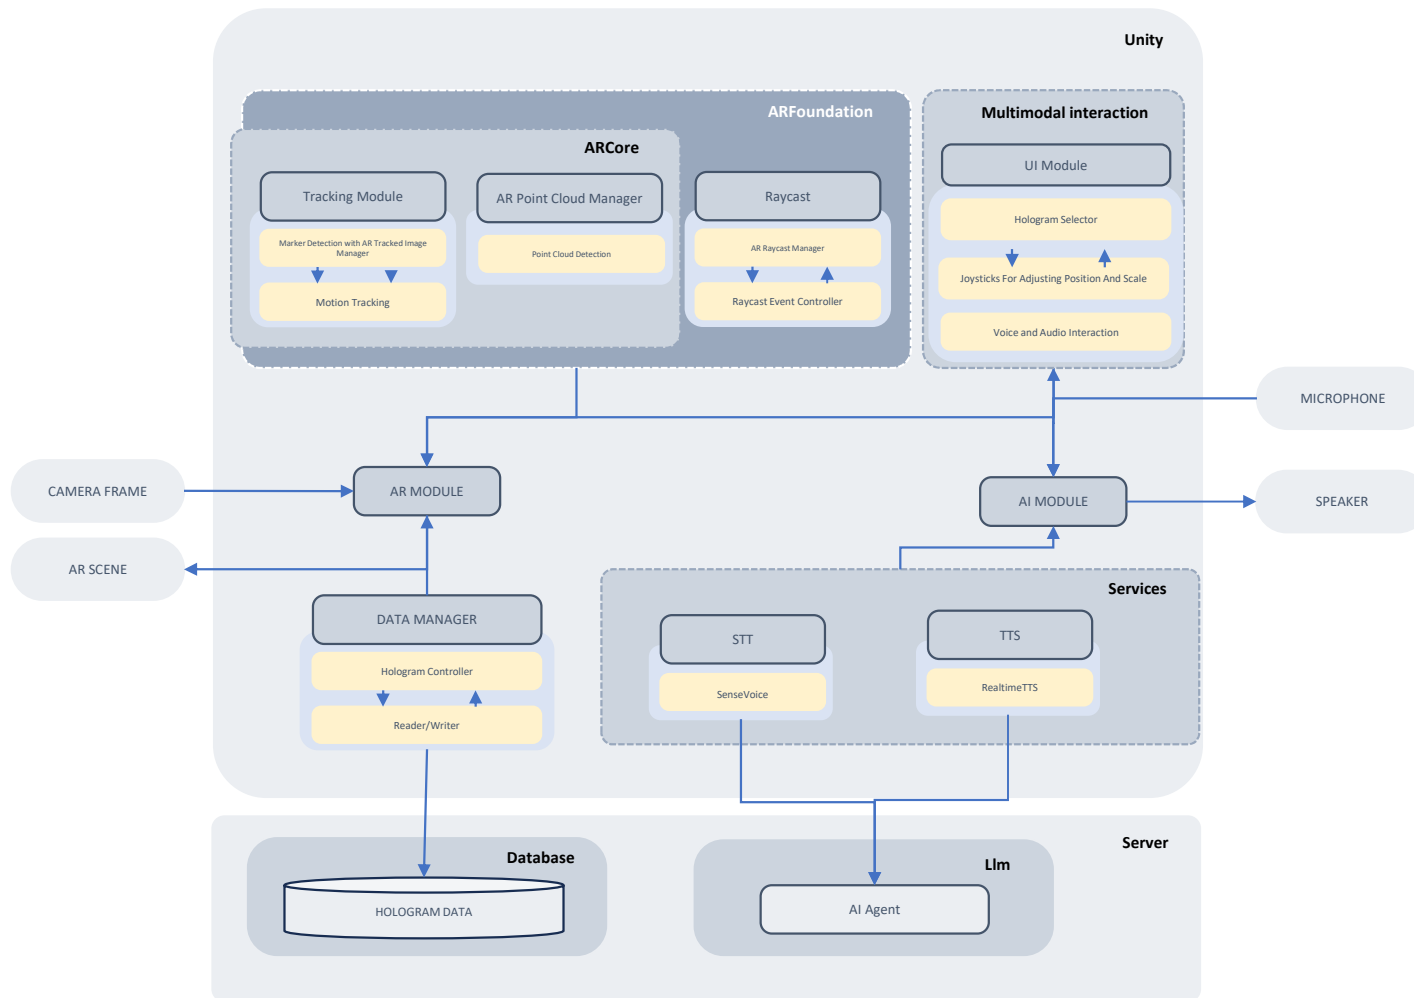 Unity
ARFoundation
Multimodal interaction
ARCore
UI Module
Tracking Module
AR Point Cloud Manager
Raycast
Hologram Selector
Marker Detection with AR Tracked Image
Manager
Point Cloud Detection
AR Raycast Manager
Joysticks For Adjusting Position And Scale
Motion Tracking
Raycast Event Controller
Voice and Audio Interaction
MICROPHONE
CAMERA FRAME
AR MODULE
AI MODULE
SPEAKER
AR SCENE
Services
DATA MANAGER
STT
TTS
Hologram Controller
SenseVoice
RealtimeTTS
Reader/Writer
Server
Database
Llm
HOLOGRAM DATA
AI Agent